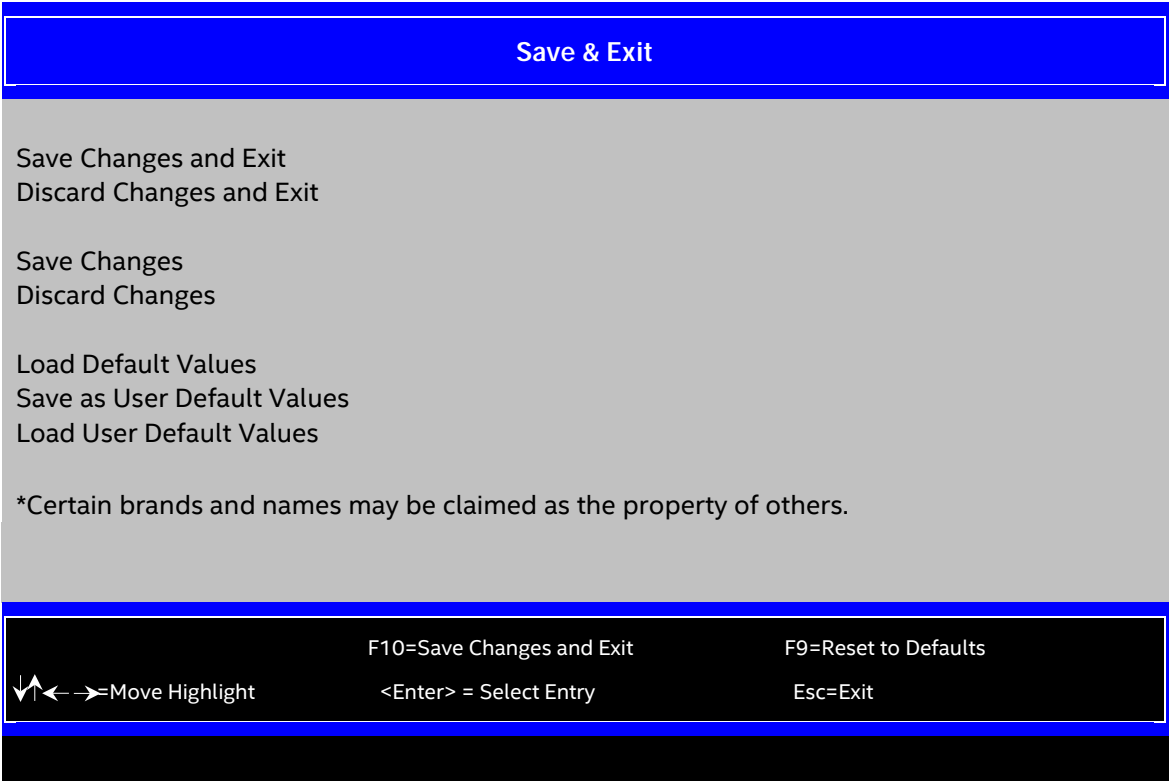 Save & Exit
Save Changes and Exit
Discard Changes and Exit
Save Changes
Discard Changes
Load Default Values
Save as User Default Values
Load User Default Values
*Certain brands and names may be claimed as the property of others.
F10=Save Changes and Exit F9=Reset to Defaults
=Move Highlight <Enter> = Select Entry Esc=Exit